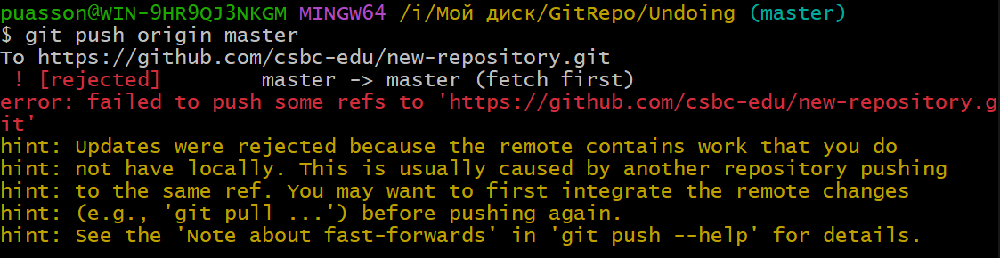 puasson@WIN-9HR9QJ3NKGM MINGW64 /i/Мой диск/GitRepo/Undoing (master)
$ git push origin master
To https://github.com/csbc-edu/new-repository.git
 ! [rejected]        master -> master (fetch first)
error: failed to push some refs to 'https://github.com/csbc-edu/new-repository.g
it'
hint: Updates were rejected because the remote contains work that you do
hint: not have locally. This is usually caused by another repository pushing
hint: to the same ref. You may want to first integrate the remote changes
hint: (e.g., 'git pull ...') before pushing again.
hint: See the 'Note about fast-forwards' in 'git push --help' for details.